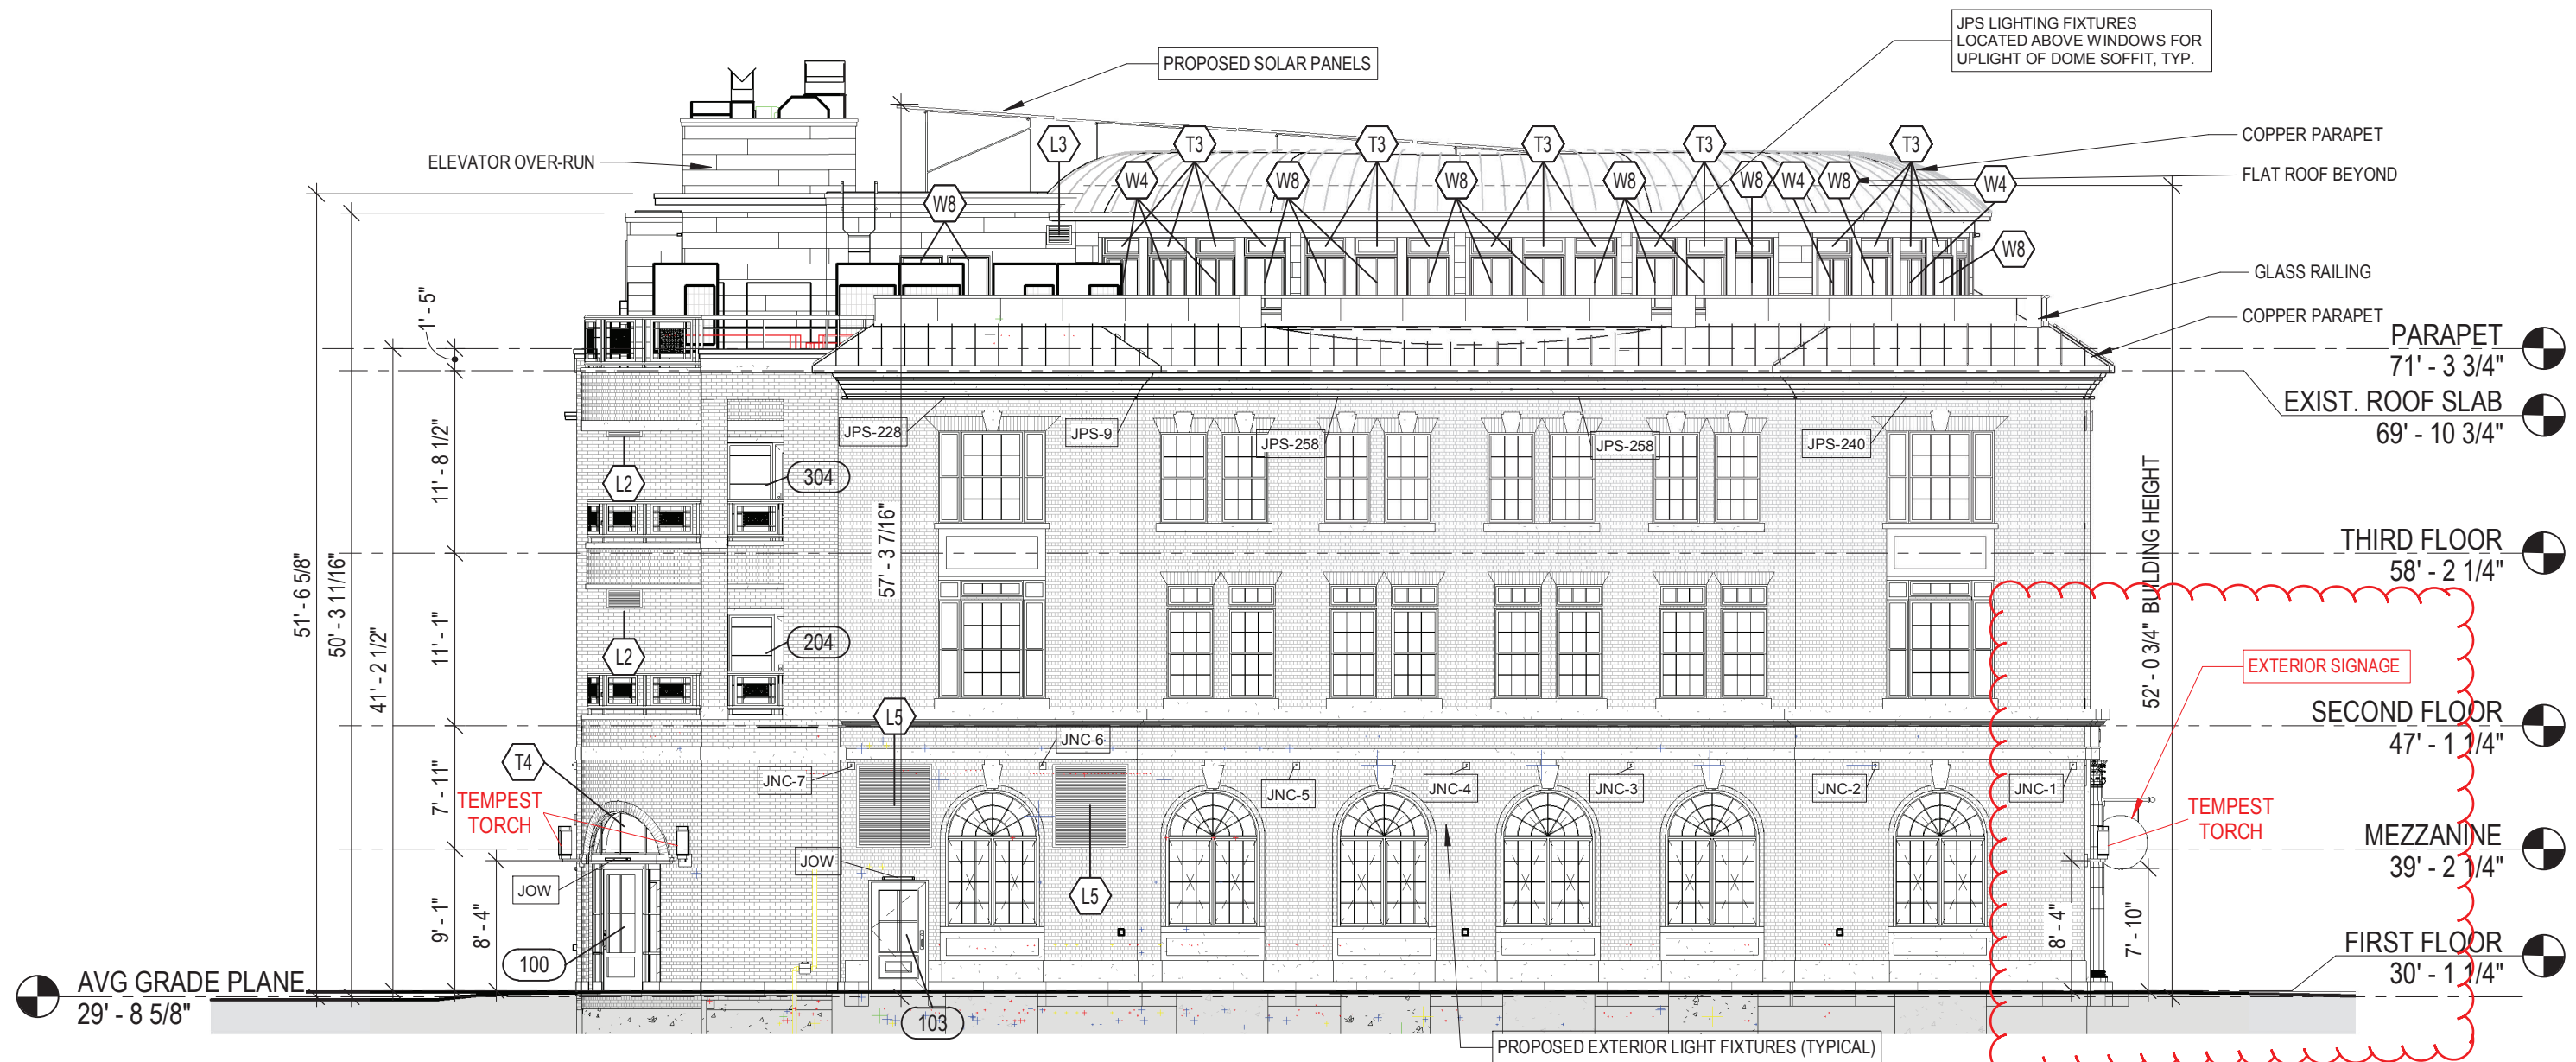 JPS LIGHTING FIXTURES
LOCATED ABOVE WINDOWS FOR
UPLIGHT OF DOME SOFFIT, TYP.
PROPOSED SOLAR PANELS
ELEVATOR OVER-RUN
L3
T3
T3
T3
T3
T3
COPPER PARAPET
FLAT ROOF BEYOND
W8
W4
W8
W8
W8
W8
W4
W8
W4
W8
GLASS RAILING
COPPER PARAPET
PARAPET
71' - 3 3/4"
EXIST. ROOF SLAB
69' - 10 3/4"
1' - 5"
JPS-228
JPS-9
JPS-258
JPS-258
JPS-240
11' - 8 1/2"
L2
304
57' - 3 7/16"
52' - 0 3/4" BUILDING HEIGHT
THIRD FLOOR
58' - 2 1/4"
51' - 6 5/8"
50' - 3 11/16"
41' - 2 1/2"
11' - 1"
L2
204
EXTERIOR SIGNAGE
SECOND FLOOR
47' - 1 1/4"
L5
JNC-6
T4
JNC-7
JNC-5
JNC-4
JNC-3
JNC-2
JNC-1
7' - 11"
TEMPEST
TORCH
TEMPEST
TORCH
MEZZANINE
39' - 2 1/4"
JOW
JOW
L5
9' - 1"
8' - 4"
8' - 4"
7' - 10"
100
FIRST FLOOR
30' - 1 1/4"
AVG GRADE PLANE
29' - 8 5/8"
103
PROPOSED EXTERIOR LIGHT FIXTURES (TYPICAL)